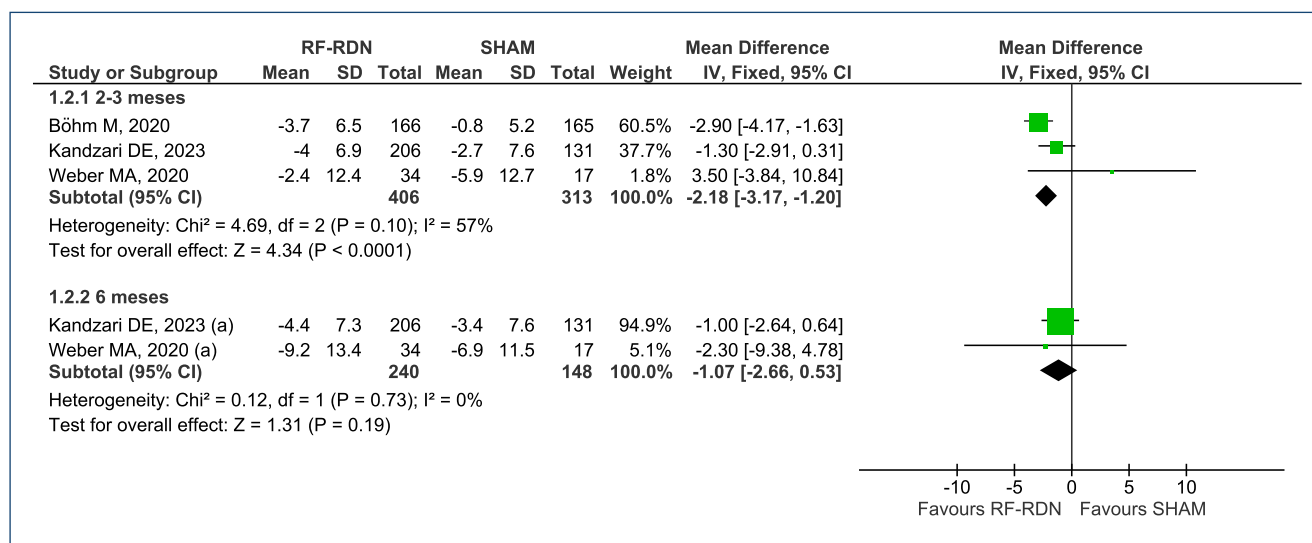 RF-RDN SHAM Mean Difference Mean Difference
Study or Subgroup Mean SD Total Mean SD Total Weight IV, Fixed, 95% CI IV, Fixed, 95% CI
1.2.1 2-3 meses
Böhm M, 2020 -3.7 6.5 166 -0.8 5.2 165 60.5% -2.90 [-4.17, -1.63]
Kandzari DE, 2023 -4 6.9 206 -2.7 7.6 131 37.7% -1.30 [-2.91, 0.31]
Weber MA, 2020 -2.4 12.4 34 -5.9 12.7 17 1.8% 3.50 [-3.84, 10.84]
Subtotal (95% CI) 406 313 100.0% -2.18 [-3.17, -1.20]
Heterogeneity: Chi² = 4.69, df = 2 (P = 0.10); I² = 57%
Test for overall effect: Z = 4.34 (P < 0.0001)
1.2.2 6 meses
Kandzari DE, 2023 (a) -4.4 7.3 206 -3.4 7.6 131 94.9% -1.00 [-2.64, 0.64]
Weber MA, 2020 (a) -9.2 13.4 34 -6.9 11.5 17 5.1% -2.30 [-9.38, 4.78]
Subtotal (95% CI) 240 148 100.0% -1.07 [-2.66, 0.53]
Heterogeneity: Chi² = 0.12, df = 1 (P = 0.73); I² = 0%
Test for overall effect: Z = 1.31 (P = 0.19)
-10 -5 0 5 10
Favours RF-RDN Favours SHAM